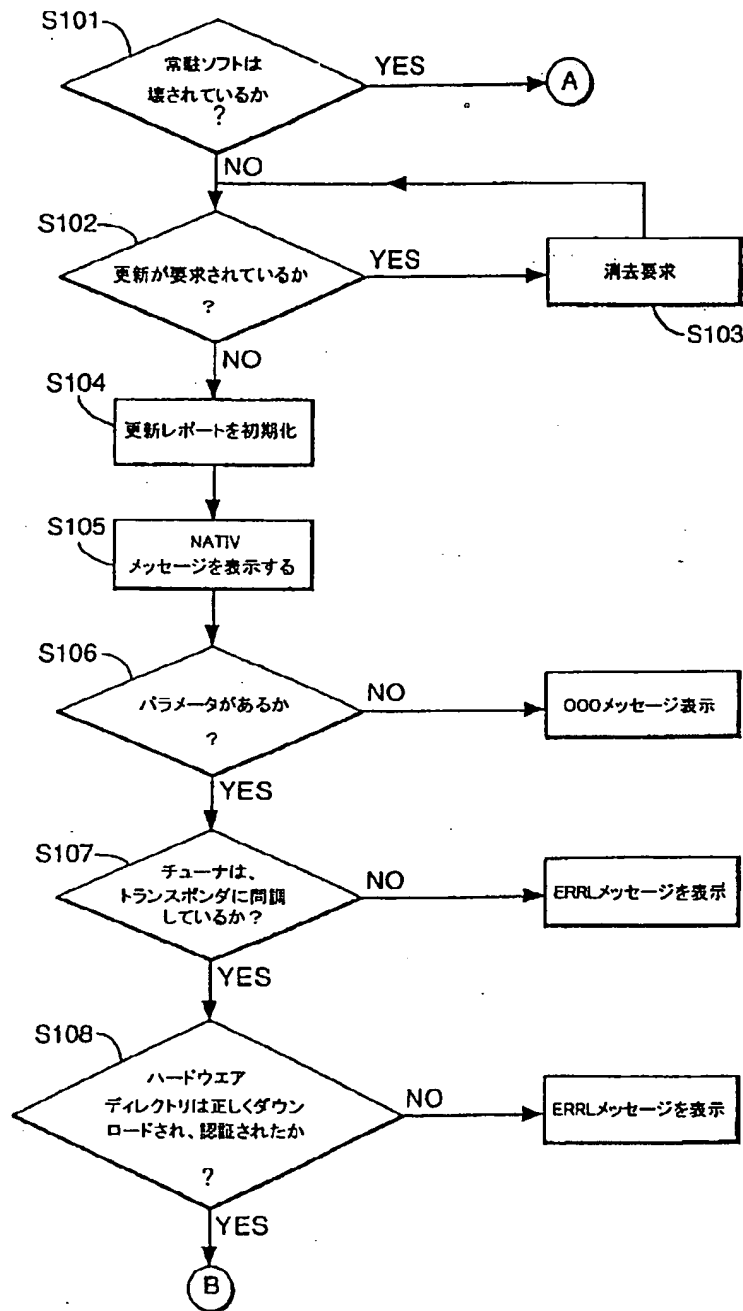 S101
常駐ソフトは
壊されているか
?
YES
A
NO
S102
更新が要求されているか
?
YES
消去要求
S103
NO
S104
更新レポートを初期化
S105
NATIV
メッセージを表示する
S106
パラメータがあるか
?
NO
OOOメッセージ表示
YES
S107
チューナは、
トランスポンダに同調
しているか?
NO
ERRLメッセージを表示
YES
S108
ハードウエア
ディレクトリは正しくダウン
ロードされ、認証されたか
?
NO
ERRLメッセージを表示
YES
B